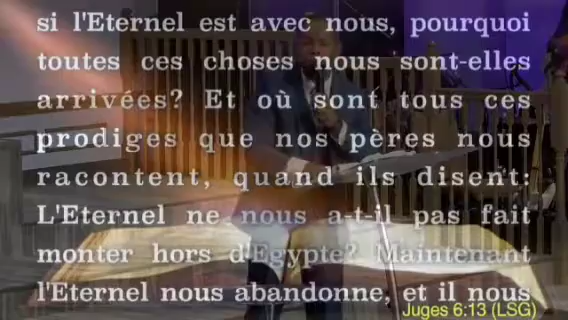 si l'Eternel est avec nous, pourquoi
toutes ces choses nous sont-elles
arrivées? Et où sont tous ces
prodiges que nos pères nous
racontent, quand ils disent:
L'Eternel ne nous a-t-il pas fait
monter hors d'Egypte? Maintenant
l'Eternel nous abandonne, et il nous
Juges 6:13 (LSG)